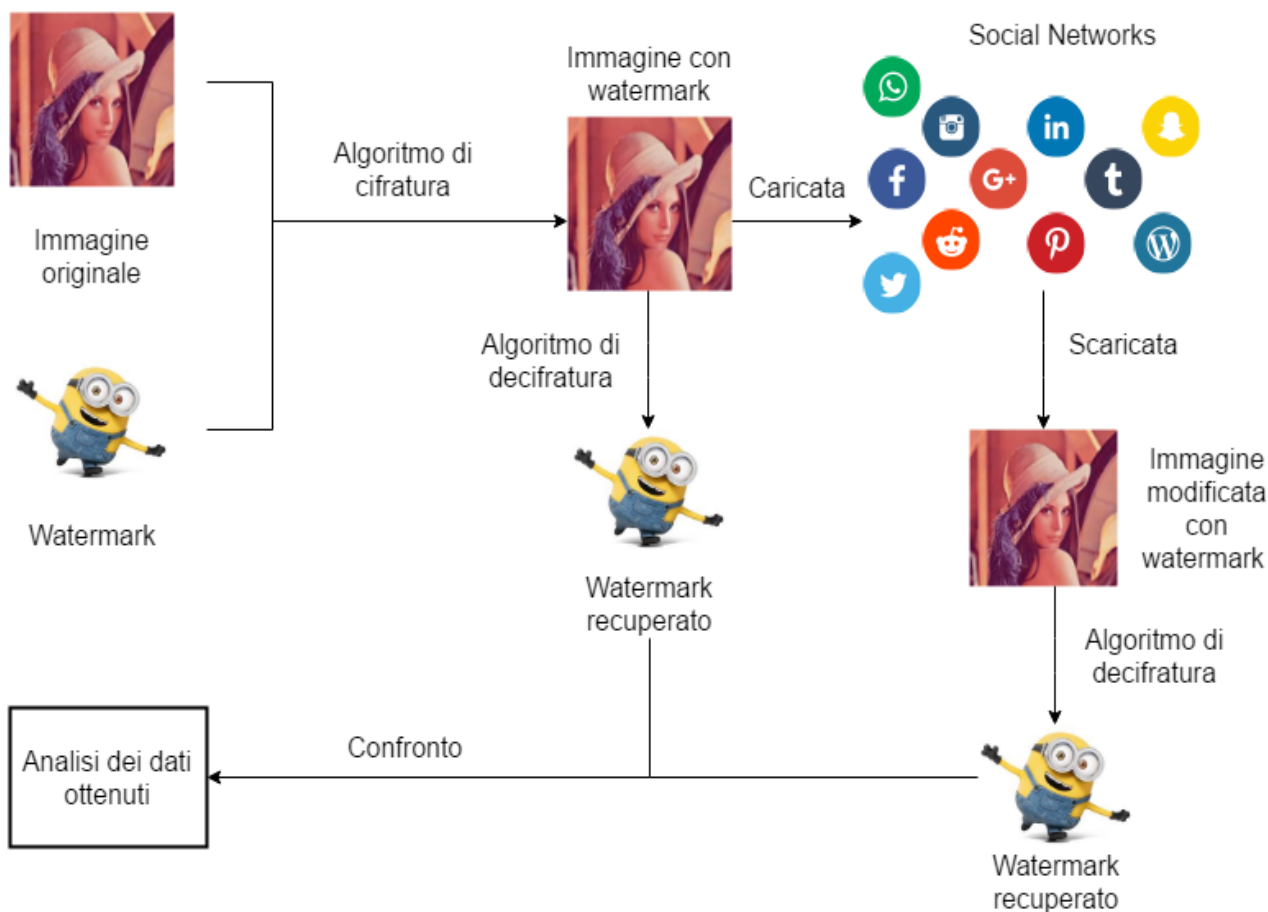 Social Networks
Immagine con
watermark
Algoritmo di
cifratura
Caricata
in
f
G+
t
Immagine
originale
Algoritmo di
decifratura
Scaricata
Immagine
modificata
con
watermark
Watermark
Watermark
recuperato
Algoritmo di
decifratura
Confronto
Analisi dei dati
ottenuti
Watermark
recuperato